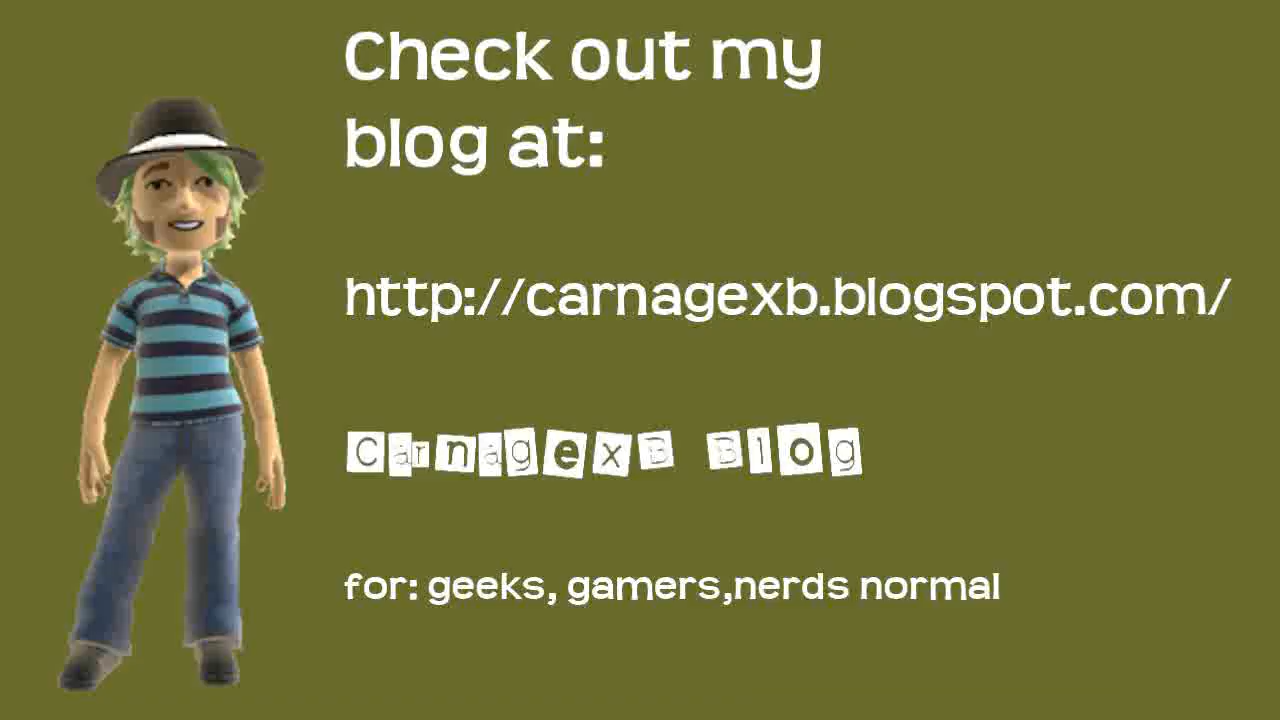 Check out my
blog at:
http://carnagexb.blogspot.com/
CarnagexB Blog
for: geeks, gamers,nerds normal